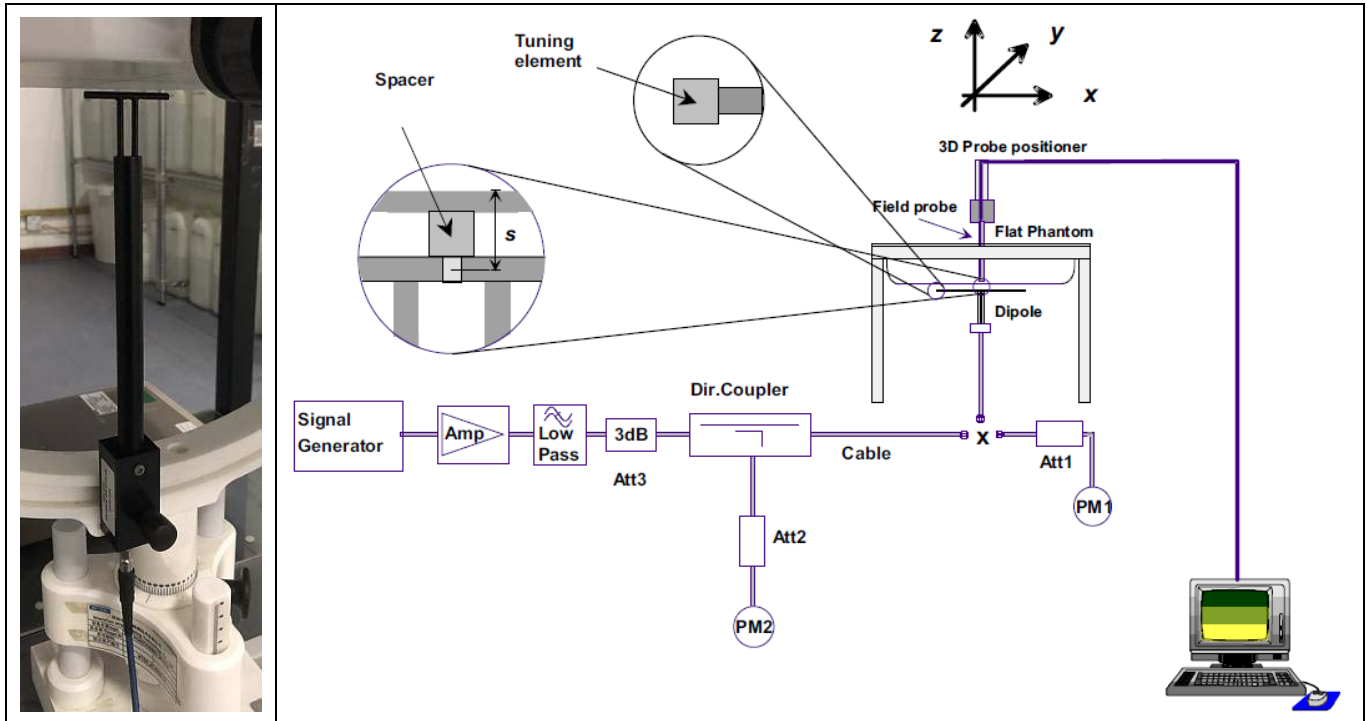 Tuning
element
Spacer
z
y
x
3D Probe positioner
s
Field probe
Flat Phantom
Dipole
Dir.Coupler
Signal
Generator
Amp
Low
Pass
3dB
Att3
Cable
X
Att1
PM1
Att2
PM2